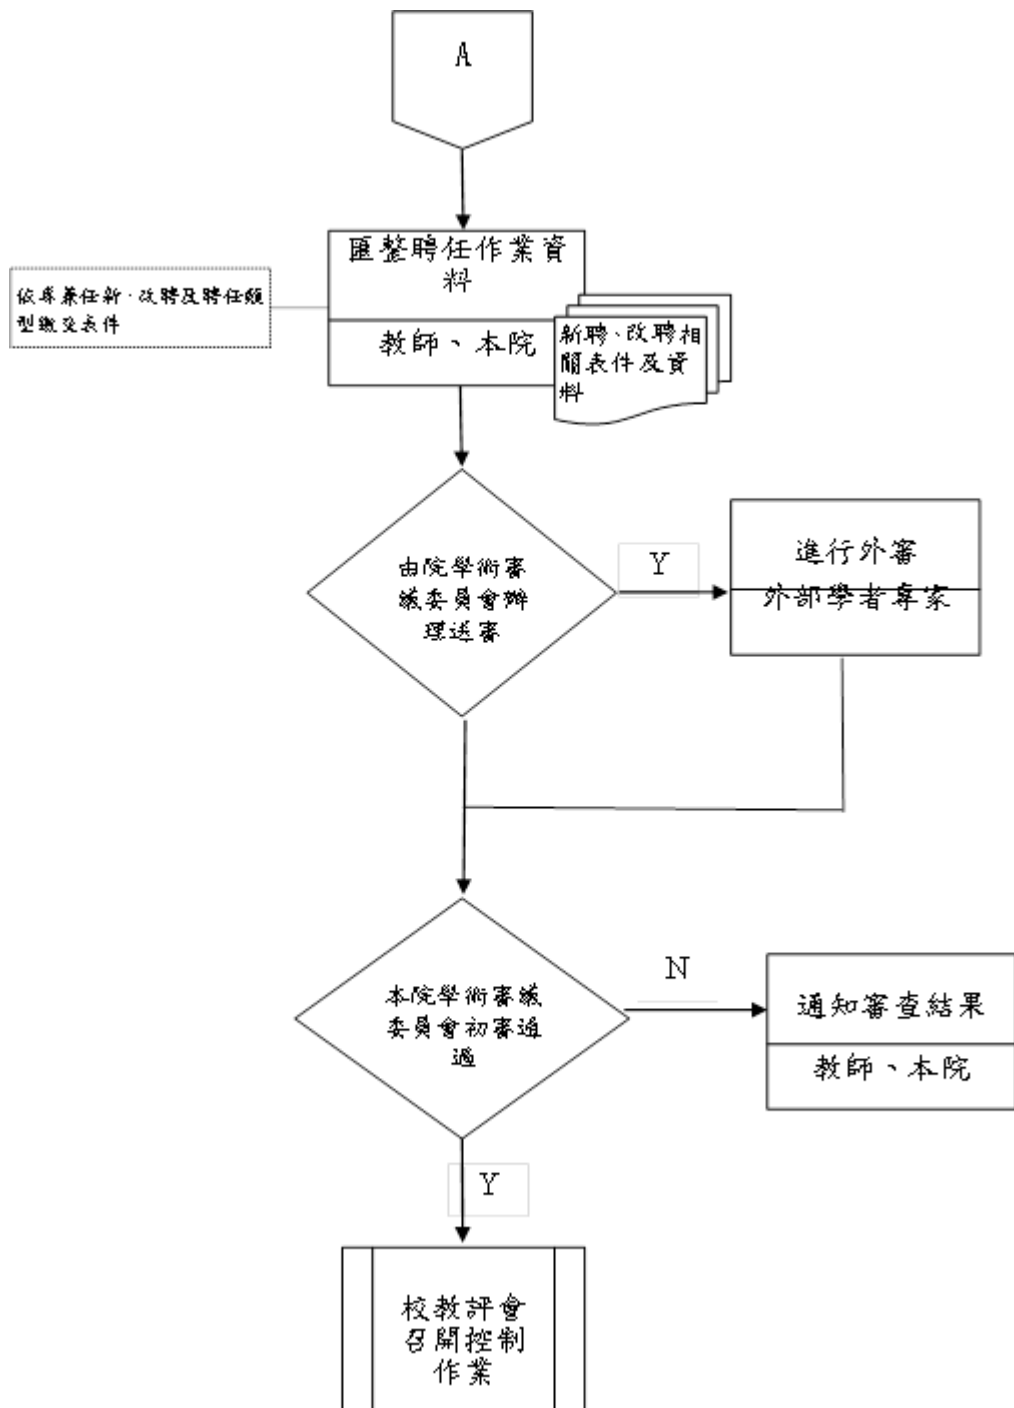 A
匯整聘任作業資
料
教師、本院
依專兼任新、改聘及聘任類
型繳交表件
新聘、改聘相
關表件及資
料
由院學術審
議委員會辦
理送審
Y
進行外審
外部學者專家
本院學術審議
委員會初審通
過
N
通知審查結果
教師、本院
Y
校教評會
召開控制
作業